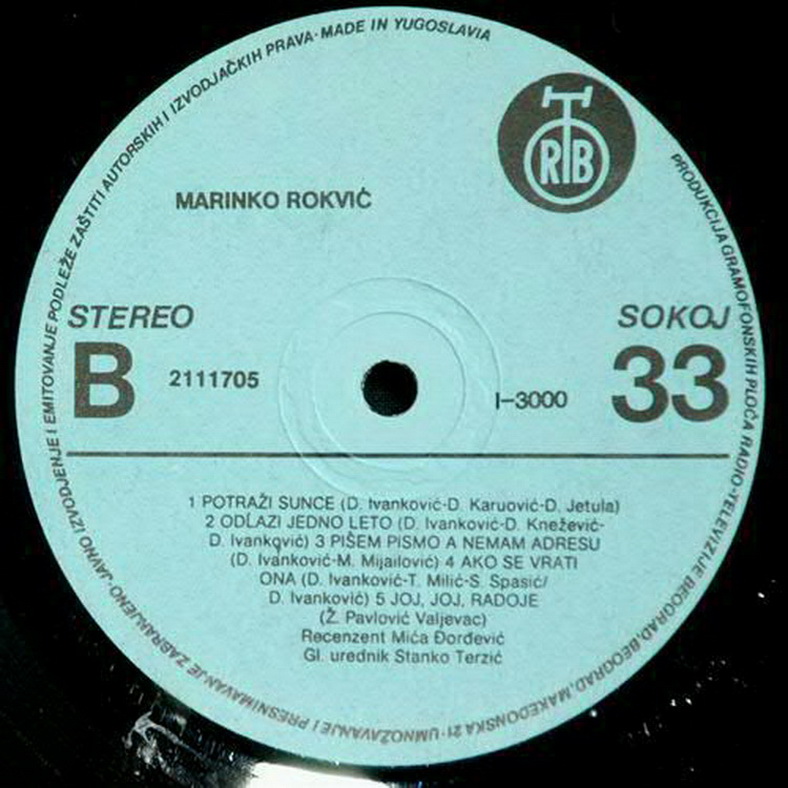 PRODUKCIJA GRAMOFONSKIH PLOČA RADIO-TELEVIZIJE BEOGRAD, BEOGRAD, MAKEDONSKA 21 · UMNOŽAVANJE I PRESNIMAVANJE ZABRANJENO · JAVNO IZVODJENJE I EMITOVANJE PODLEŽE ZAŠTITI AUTORSKIH I IZVODJAČKIH PRAVA · MADE IN YUGOSLAVIA
RTB
MARINKO ROKVIĆ
STEREO
SOKOJ
B
2111705
I-3000
33
1 POTRAŽI SUNCE (D. Ivanković-D. Karuović-D. Jetula)
2 ODLAZI JEDNO LETO (D. Ivanković-D. Knežević-
D. Ivanković) 3 PIŠEM PISMO A NEMAM ADRESU
(D. Ivanković-M. Mijailović) 4 AKO SE VRATI
ONA (D. Ivanković-T. Milić-S. Spasić/
D. Ivanković) 5 JOJ, JOJ, RADOJE
(Ž. Pavlović Valjevac)
Recenzent Mića Đorđević
Gl. urednik Stanko Terzić